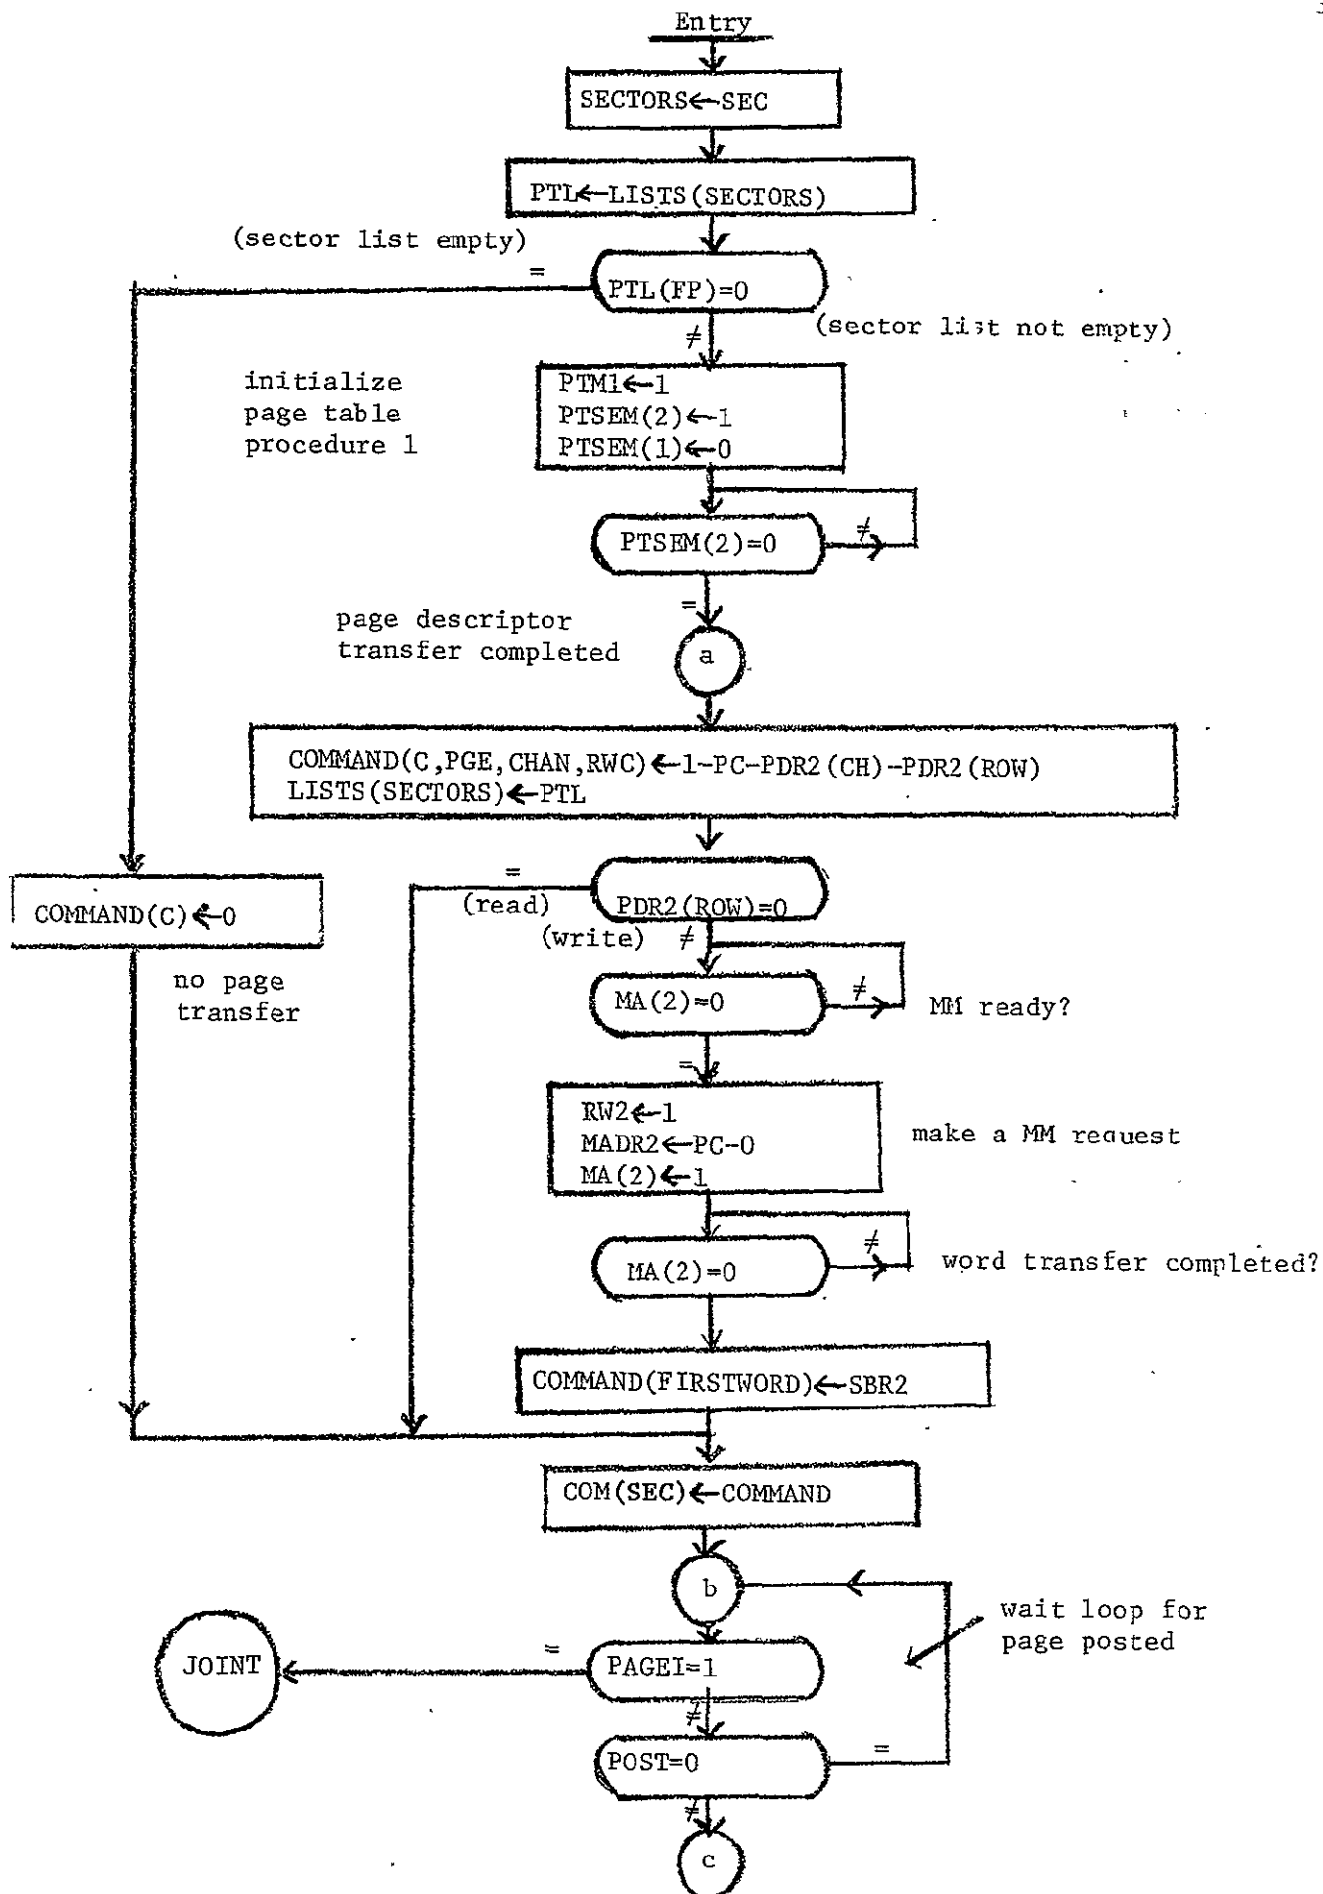 Entry
SECTORS←SEC
PTL←LISTS(SECTORS)
(sector list empty)
=
PTL(FP)=0
(sector list not empty)
≠
initialize
page table
procedure 1
PTM1←1
PTSEM(2)←1
PTSEM(1)←0
PTSEM(2)=0
≠
=
page descriptor
transfer completed
a
COMMAND(C,PGE,CHAN,RWC)←1-PC-PDR2(CH)-PDR2(ROW)
LISTS(SECTORS)←PTL
=
(read)
PDR2(ROW)=0
(write)
≠
COMMAND(C)←0
no page
transfer
MA(2)=0
≠
MM ready?
=
RW2←1
MADR2←PC-0
MA(2)←1
make a MM request
MA(2)=0
≠
word transfer completed?
COMMAND(FIRSTWORD)←SBR2
COM(SEC)←COMMAND
b
wait loop for
page posted
JOINT
=
PAGEI=1
≠
POST=0
=
≠
c